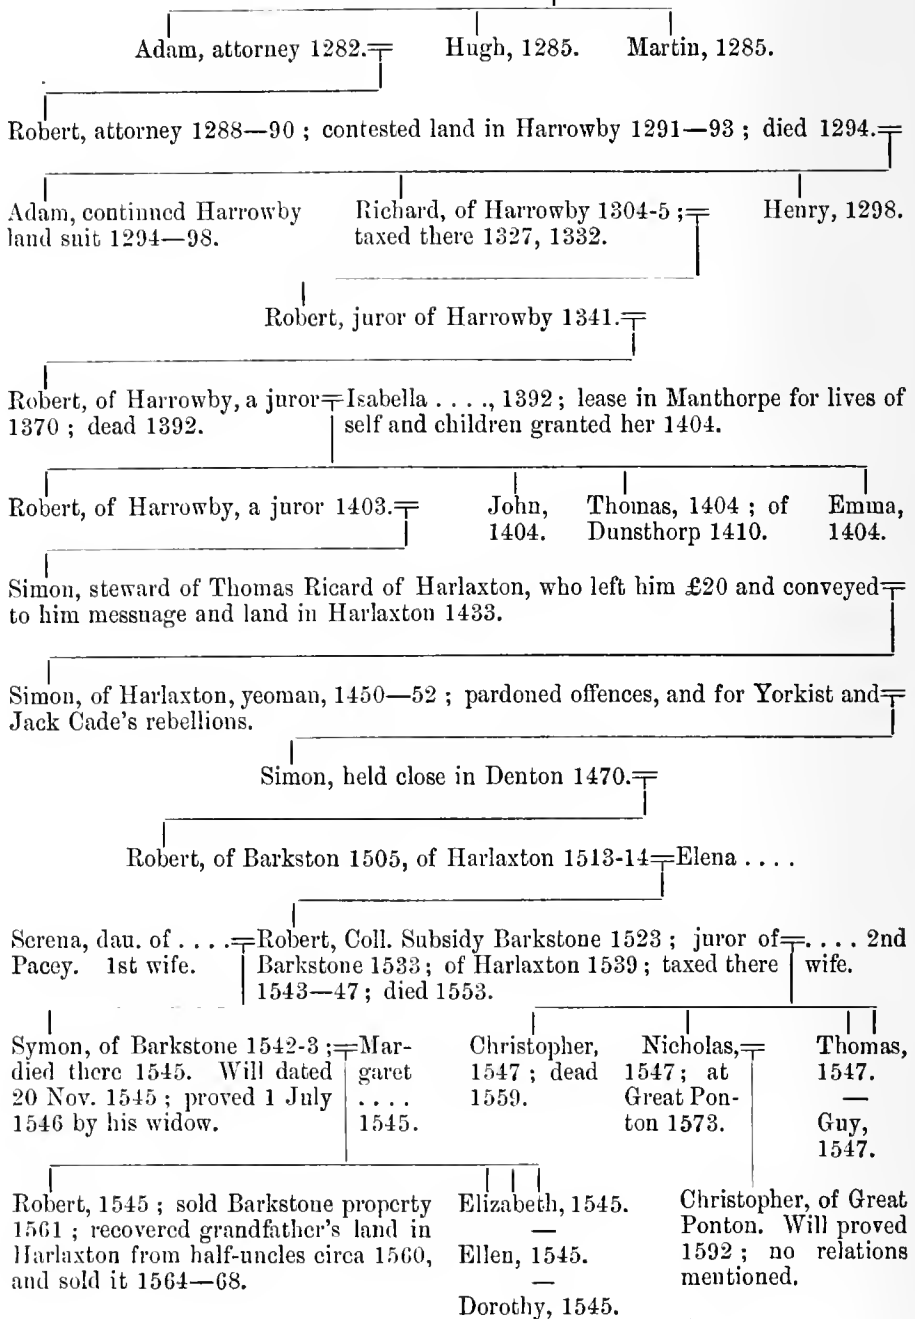 Adam, attorney 1282.
Hugh, 1285.
Martin, 1285.
Robert, attorney 1288—90 ; contested land in Harrowby 1291—93 ; died 1294.
Adam, continued Harrowby
land suit 1294—98.
Richard, of Harrowby 1304-5 ;
taxed there 1327, 1332.
Henry, 1298.
Robert, juror of Harrowby 1341.
Robert, of Harrowby, a juror
1370 ; dead 1392.
Isabella . . . ., 1392 ; lease in Manthorpe for lives of
self and children granted her 1404.
Robert, of Harrowby, a juror 1403.
John,
1404.
Thomas, 1404 ; of
Dunsthorp 1410.
Emma,
1404.
Simon, steward of Thomas Ricard of Harlaxton, who left him £20 and conveyed
to him messuage and land in Harlaxton 1433.
Simon, of Harlaxton, yeoman, 1450—52 ; pardoned offences, and for Yorkist and
Jack Cade's rebellions.
Simon, held close in Denton 1470.
Robert, of Barkston 1505, of Harlaxton 1513-14
Elena . . . .
Serena, dau. of . . . .
Pacey. 1st wife.
Robert, Coll. Subsidy Barkstone 1523 ; juror of
Barkstone 1533 ; of Harlaxton 1539 ; taxed there
1543—47 ; died 1553.
. . . . 2nd
wife.
Symon, of Barkstone 1542-3 ;
died there 1545. Will dated
20 Nov. 1545 ; proved 1 July
1546 by his widow.
Mar-
garet
. . . .
1545.
Christopher,
1547 ; dead
1559.
Nicholas,
1547 ; at
Great Pon-
ton 1573.
Thomas,
1547.
—
Guy,
1547.
Robert, 1545 ; sold Barkstone property
1561 ; recovered grandfather's land in
Harlaxton from half-uncles circa 1560,
and sold it 1564—68.
Elizabeth, 1545.
—
Ellen, 1545.
—
Dorothy, 1545.
Christopher, of Great
Ponton. Will proved
1592 ; no relations
mentioned.